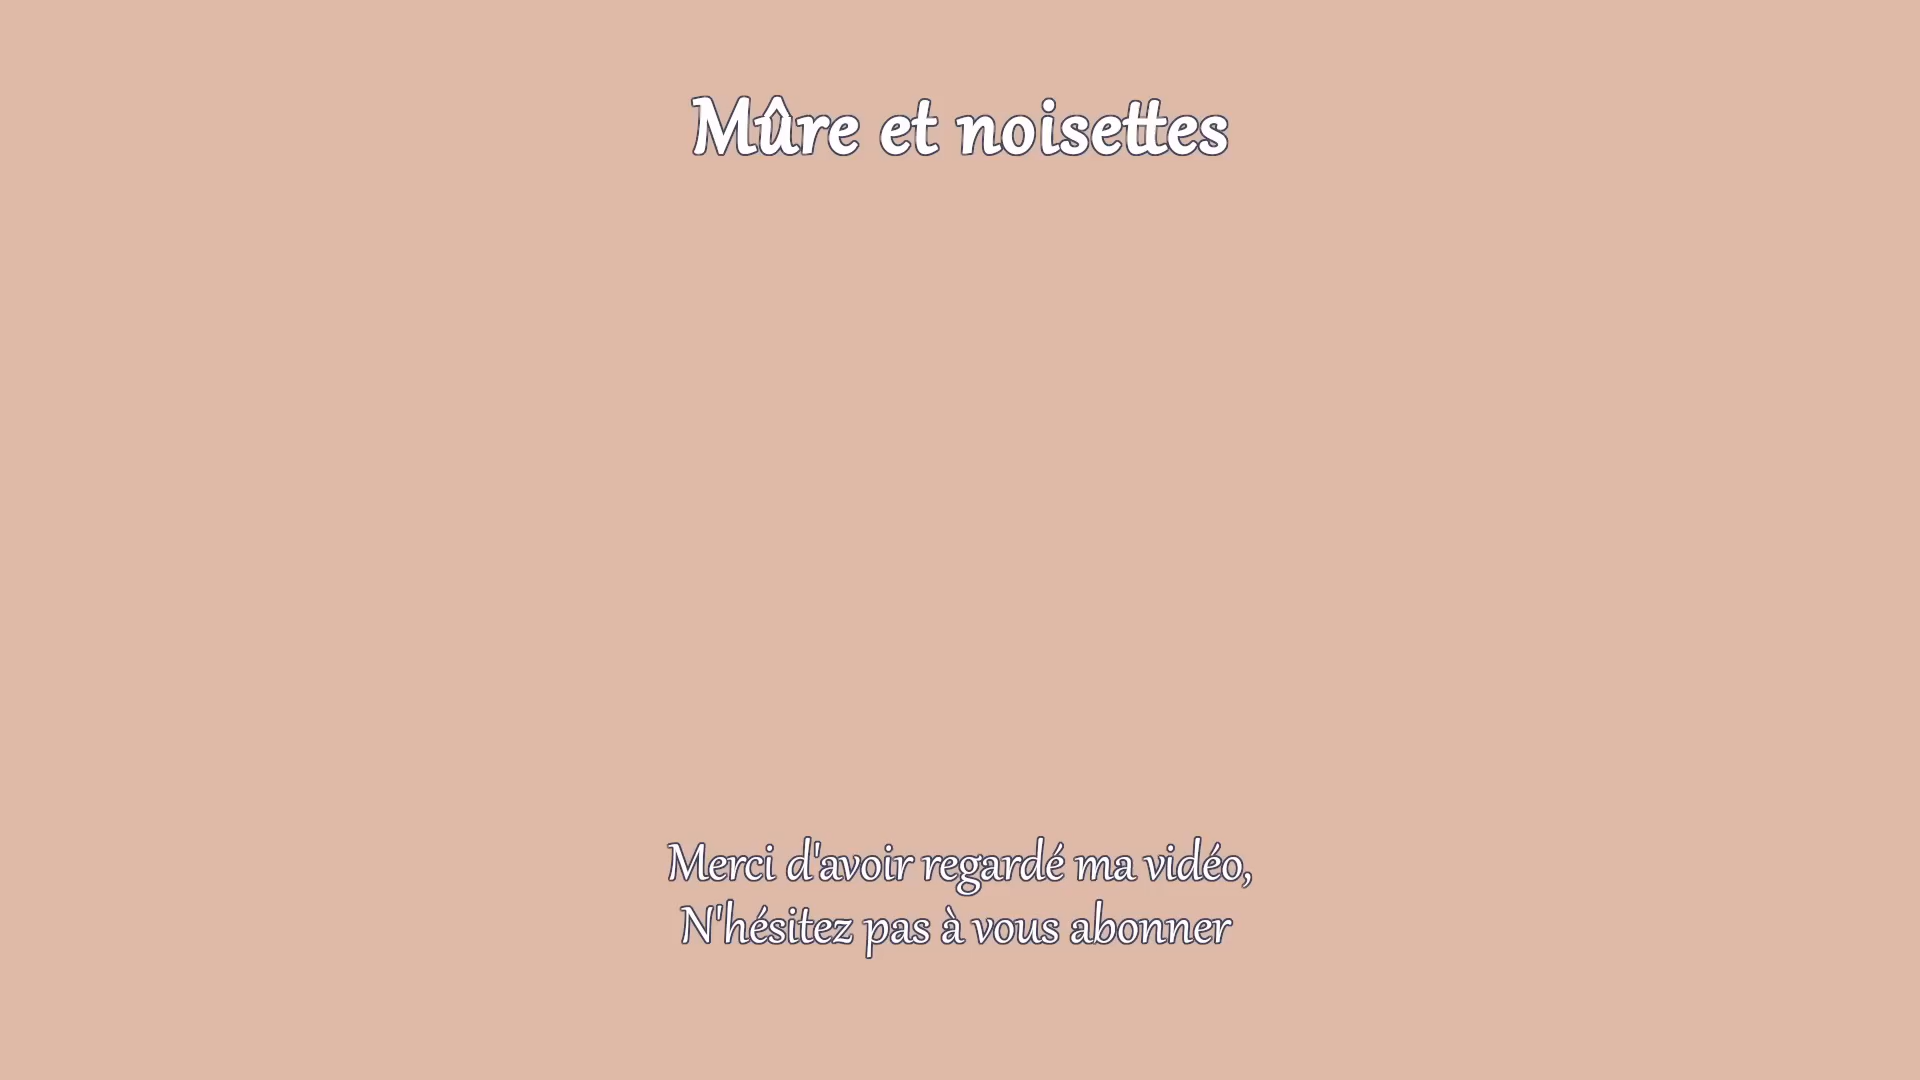 Mûre et noisettes
Merci d'avoir regardé ma vidéo,
N'hésitez pas à vous abonner